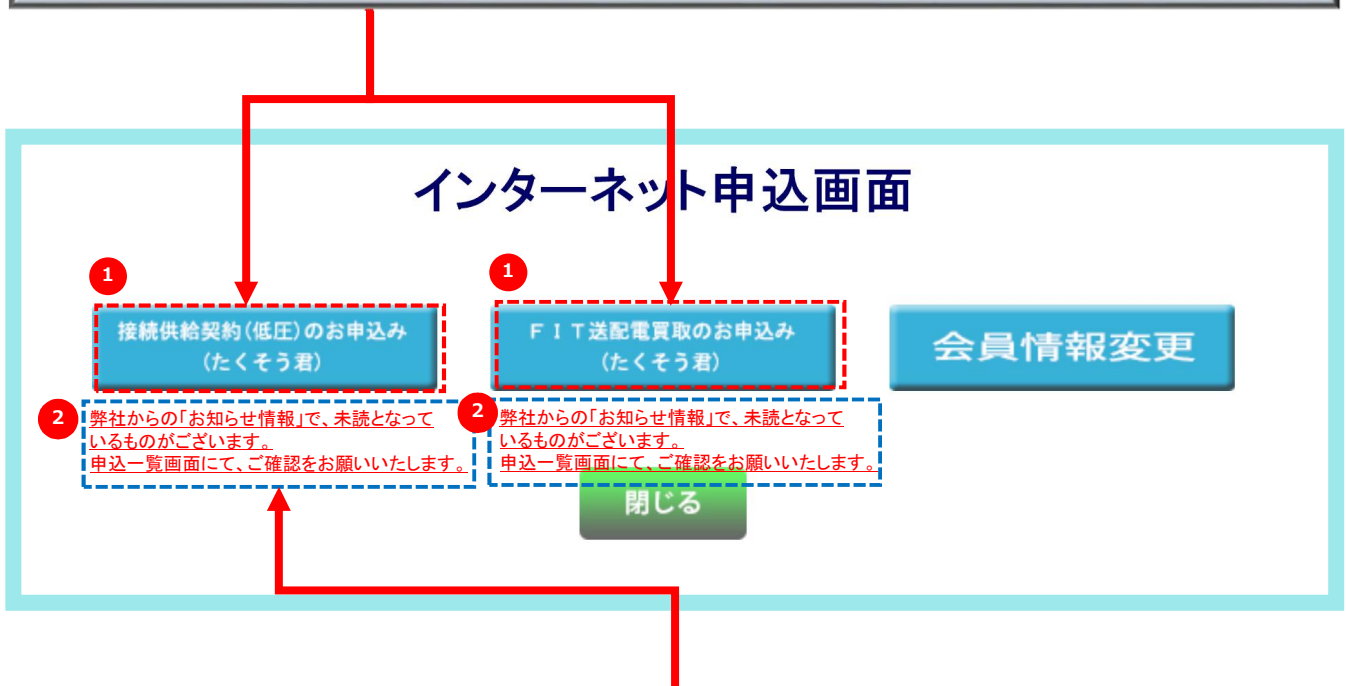 インターネット申込画面
1
1
接続供給契約(低圧)のお申込み
(たくそう君)
ＦＩＴ送配電買取のお申込み
(たくそう君)
会員情報変更
2
弊社からの「お知らせ情報」で、未読となって
いるものがございます。
申込一覧画面にて、ご確認をお願いいたします。
2
弊社からの「お知らせ情報」で、未読となって
いるものがございます。
申込一覧画面にて、ご確認をお願いいたします。
閉じる